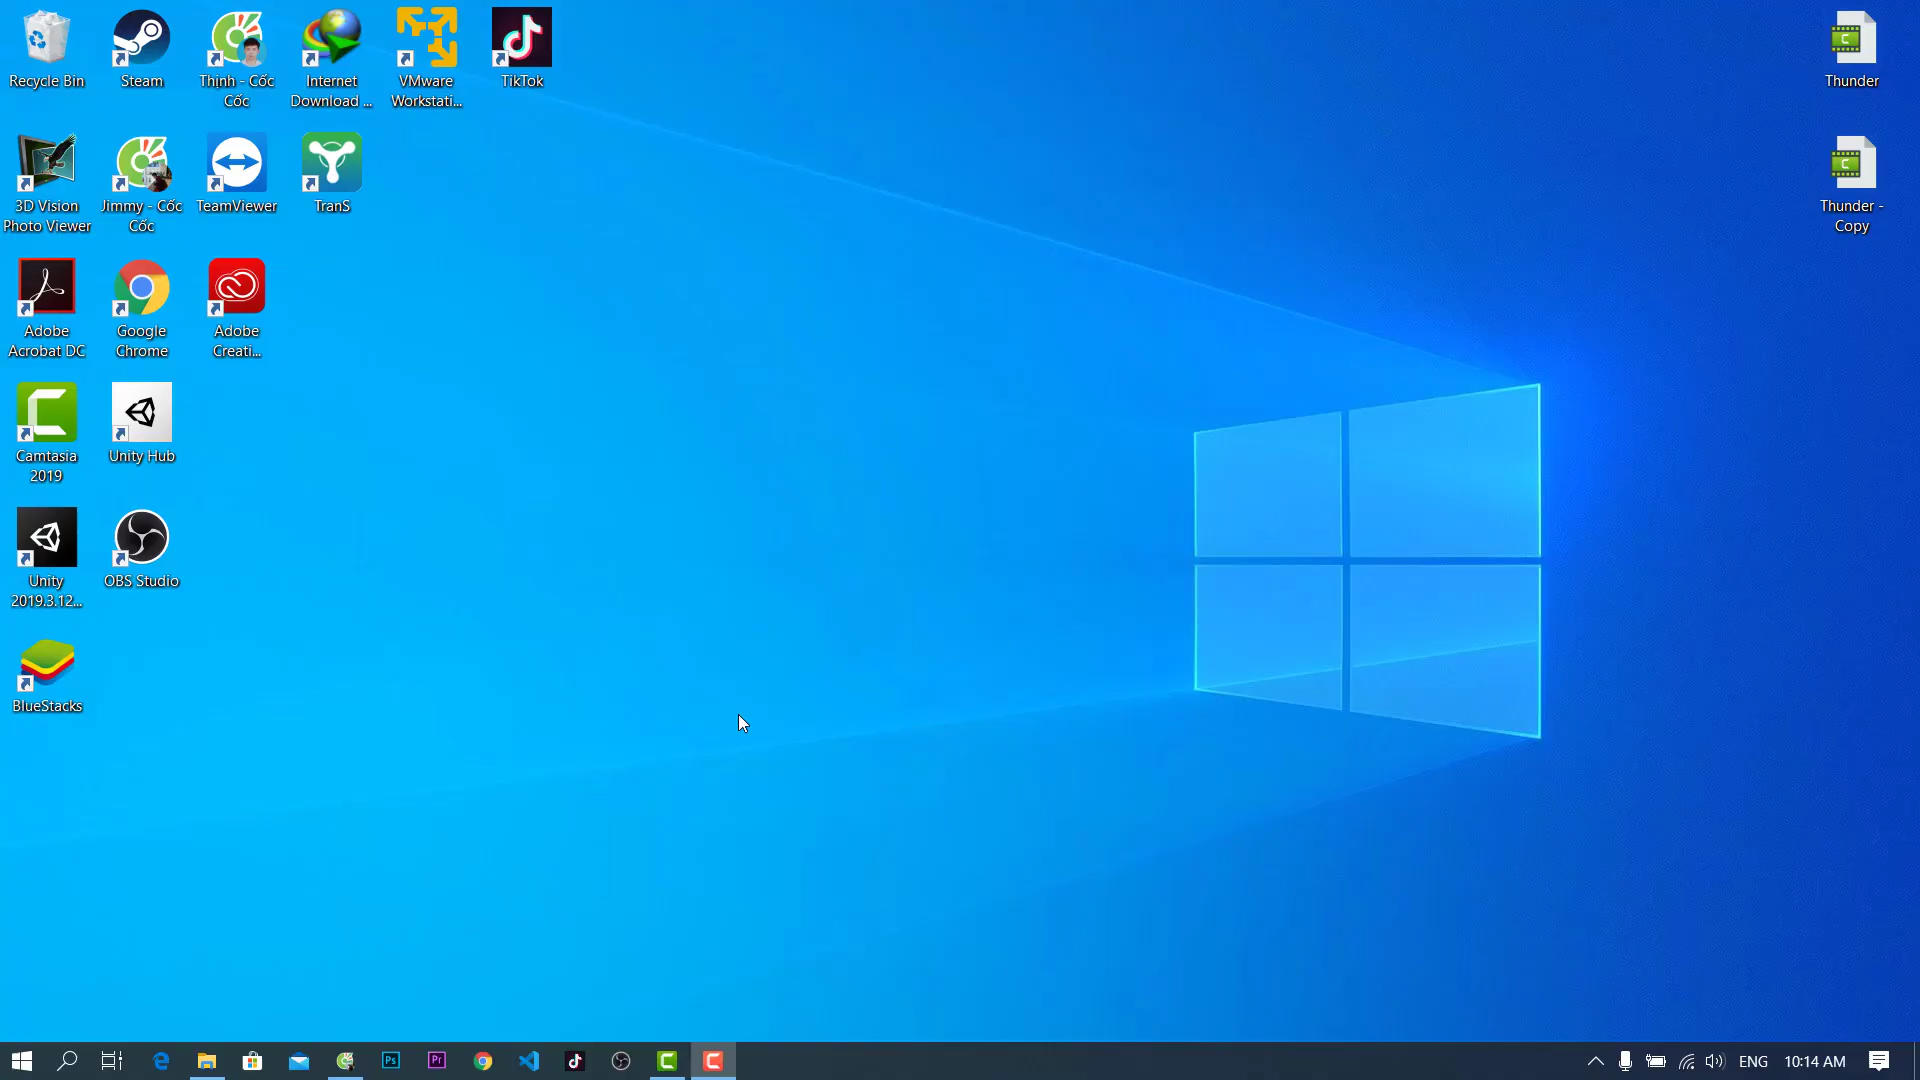 Recycle Bin
Steam
Thịnh - Cốc
Cốc
Internet
Download ...
VMware
Workstati...
TikTok
Thunder
3D Vision
Photo Viewer
Jimmy - Cốc
Cốc
TeamViewer
TranS
Thunder -
Copy
Adobe
Acrobat DC
Google
Chrome
Adobe
Creati...
Camtasia
2019
Unity Hub
Unity
2019.3.12...
OBS Studio
BlueStacks
Ps
Pr
ENG
10:14 AM